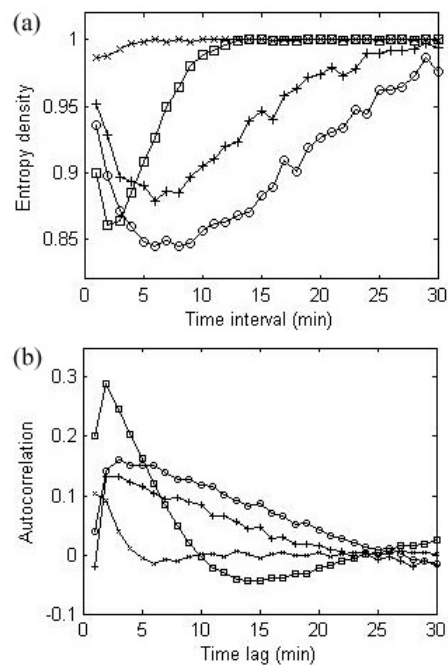 (a)
1
0.95
0.9
0.85
Entropy density
0 5 10 15 20 25 30
Time interval (min)
(b)
0.3
0.2
0.1
0
-0.1
Autocorrelation
0 5 10 15 20 25 30
Time lag (min)